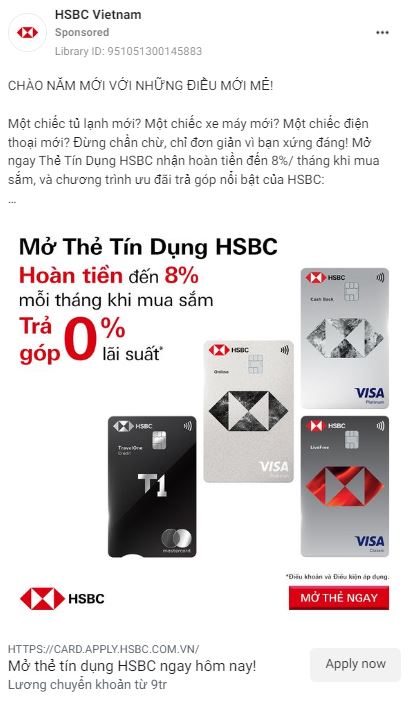 HSBC Vietnam
Sponsored
Library ID: 951051300145883
CHÀO NĂM MỚI VỚI NHỮNG ĐIỀU MỚI MẺ!
Một chiếc tủ lạnh mới? Một chiếc xe máy mới? Một chiếc điện
thoại mới? Đừng chần chừ, chỉ đơn giản vì bạn xứng đáng! Mở
ngay Thẻ Tín Dụng HSBC nhận hoàn tiền đến 8%/ tháng khi mua
sắm, và chương trình ưu đãi trả góp nổi bật của HSBC:
...
Mở Thẻ Tín Dụng HSBC
Hoàn tiền đến 8%
mỗi tháng khi mua sắm
Trả góp 0% lãi suất*
HSBC
Cash Back
VISA
Platinum
HSBC
Online
VISA
Platinum
HSBC
TravelOne
Credit
T1
mastercard
HSBC
LiveFree
VISA
Classic
*Điều khoản và Điều kiện áp dụng.
HSBC
MỞ THẺ NGAY
HTTPS://CARD.APPLY.HSBC.COM.VN/
Mở thẻ tín dụng HSBC ngay hôm nay!
Lương chuyển khoản từ 9tr
Apply now